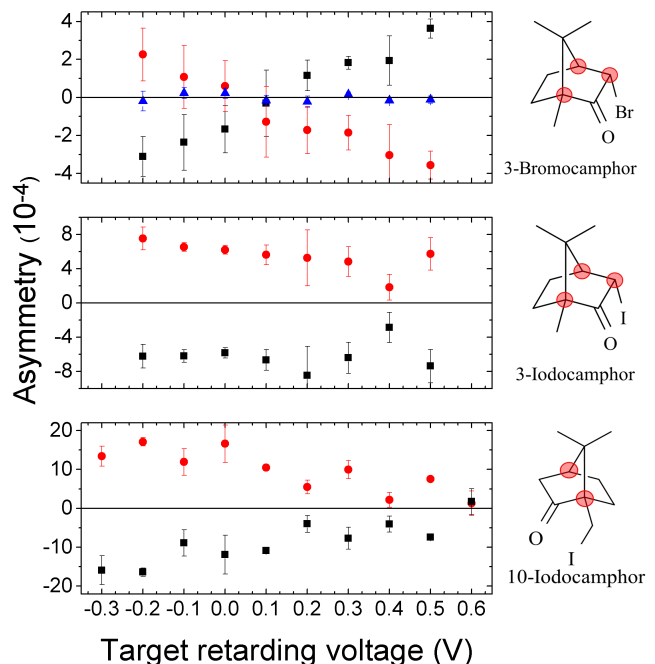 4
2
0
-2
-4
Br
O
3-Bromocamphor
Asymmetry (10-4)
8
4
0
-4
-8
I
O
3-Iodocamphor
20
10
0
-10
-20
O
I
10-Iodocamphor
-0.3 -0.2 -0.1 0.0 0.1 0.2 0.3 0.4 0.5 0.6
Target retarding voltage (V)